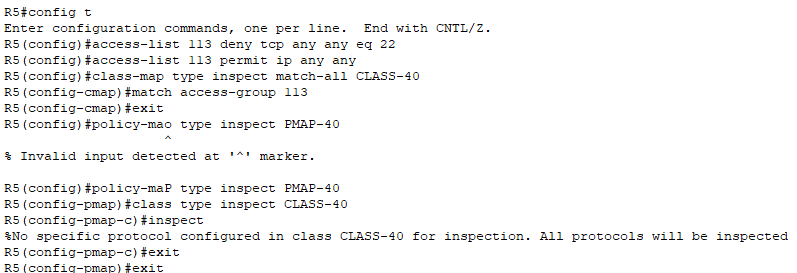 R5#config t
Enter configuration commands, one per line.  End with CNTL/Z.
R5(config)#access-list 113 deny tcp any any eq 22
R5(config)#access-list 113 permit ip any any
R5(config)#class-map type inspect match-all CLASS-40
R5(config-cmap)#match access-group 113
R5(config-cmap)#exit
R5(config)#policy-mao type inspect PMAP-40
^
% Invalid input detected at '^' marker.
R5(config)#policy-maP type inspect PMAP-40
R5(config-pmap)#class type inspect CLASS-40
R5(config-pmap-c)#inspect
%No specific protocol configured in class CLASS-40 for inspection. All protocols will be inspected
R5(config-pmap-c)#exit
R5(config-pmap)#exit